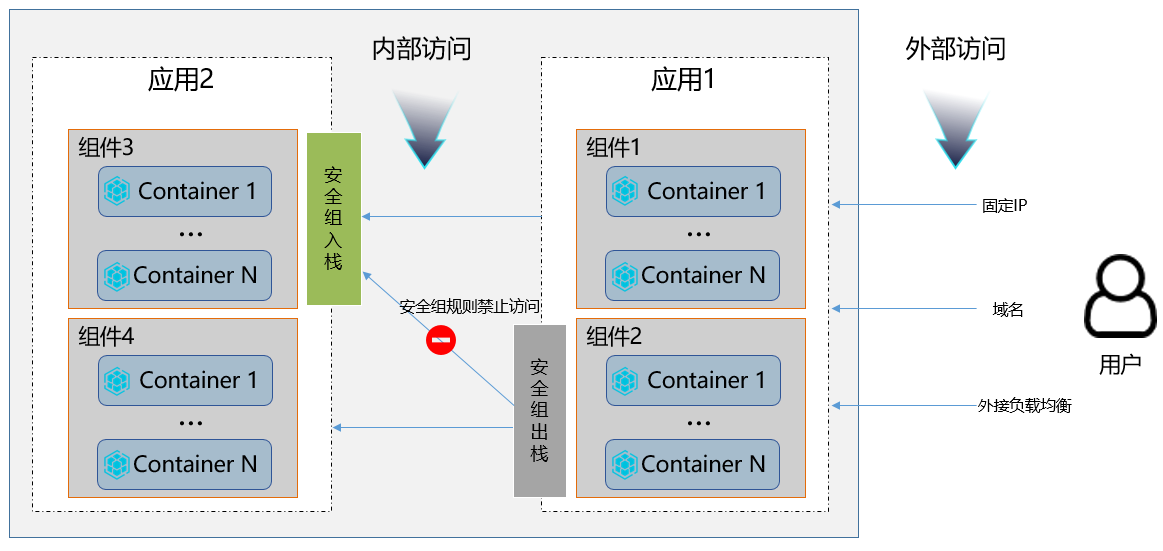 内部访问
外部访问
应用2
应用1
组件3
Container 1
...
Container N
组件4
Container 1
...
Container N
安全组入栈
安全组规则禁止访问
安全组出栈
组件1
Container 1
...
Container N
组件2
Container 1
...
Container N
固定IP
域名
外接负载均衡
用户